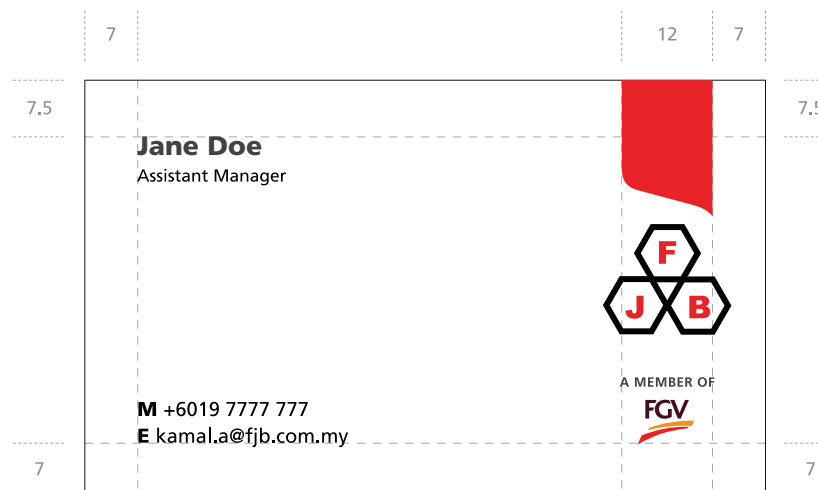 7 12 7
7.5 7.5
Jane Doe
Assistant Manager
F
J B
A MEMBER OF
FGV
M +6019 7777 777
E kamal.a@fjb.com.my
7 7